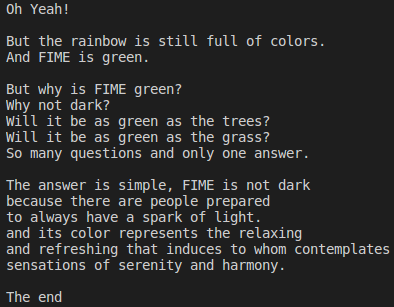 Oh Yeah!
But the rainbow is still full of colors.
And FIME is green.
But why is FIME green?
Why not dark?
Will it be as green as the trees?
Will it be as green as the grass?
So many questions and only one answer.
The answer is simple, FIME is not dark
because there are people prepared
to always have a spark of light.
and its color represents the relaxing
and refreshing that induces to whom contemplates
sensations of serenity and harmony.
The end